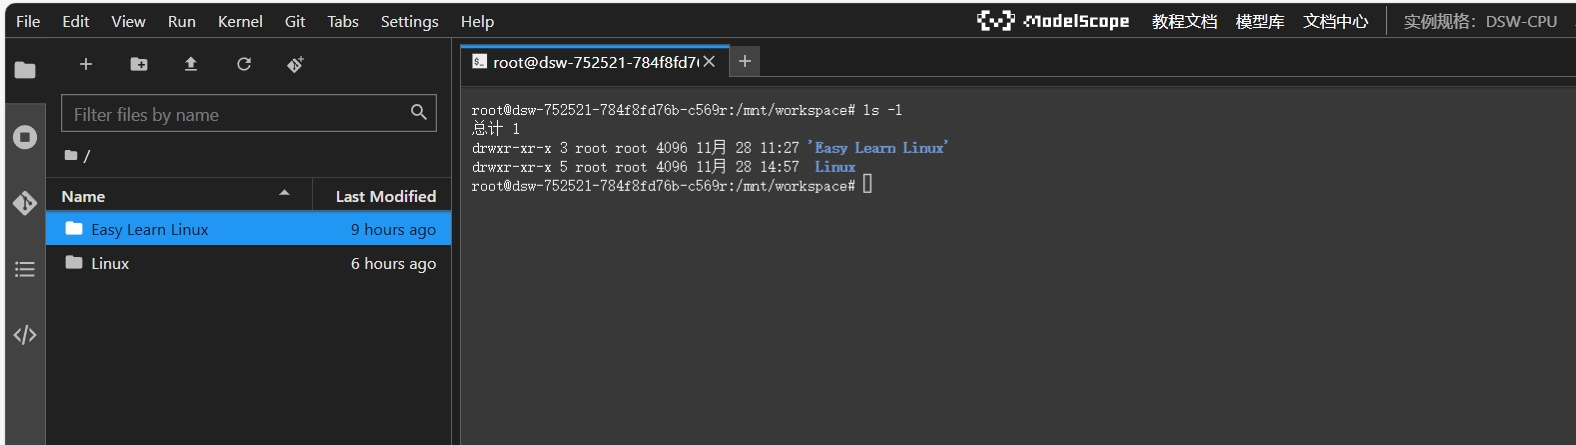 File Edit View Run Kernel Git Tabs Settings Help
ModelScope 教程文档 模型库 文档中心 实例规格： DSW-CPU
Filter files by name
/
Name Last Modified
Easy Learn Linux 9 hours ago
Linux 6 hours ago
root@dsw-752521-784f8fd76
root@dsw-752521-784f8fd76b-c569r:/mnt/workspace# ls -l
总计 1
drwxr-xr-x 3 root root 4096 11月 28 11:27 'Easy Learn Linux'
drwxr-xr-x 5 root root 4096 11月 28 14:57 Linux
root@dsw-752521-784f8fd76b-c569r:/mnt/workspace#